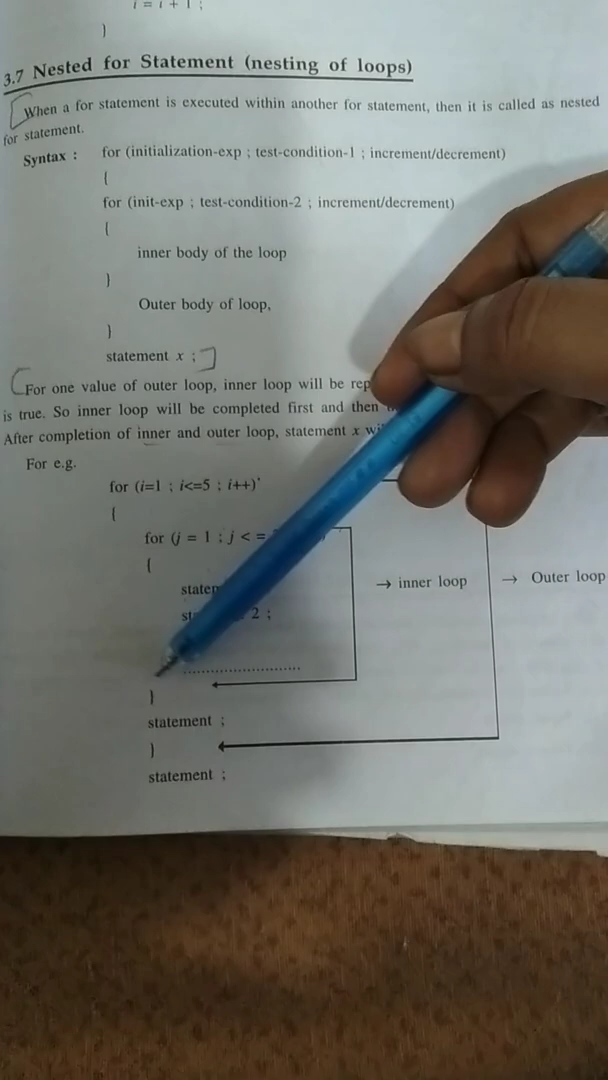 i = i + 1 ;
}
3.7 Nested for Statement (nesting of loops)
When a for statement is executed within another for statement, then it is called as nested
for statement.
Syntax : for (initialization-exp ; test-condition-1 ; increment/decrement)
{
for (init-exp ; test-condition-2 ; increment/decrement)
{
inner body of the loop
}
Outer body of loop,
}
statement x ;
For one value of outer loop, inner loop will be
is true. So inner loop will be completed first and then
After completion of inner and outer loop, statement x
For e.g.
for (i=1 ; i<=5 ; i++)
{
for (j = 1 ; j < =
{
2 ;
→ inner loop → Outer loop
....................
}
statement ;
}
statement ;